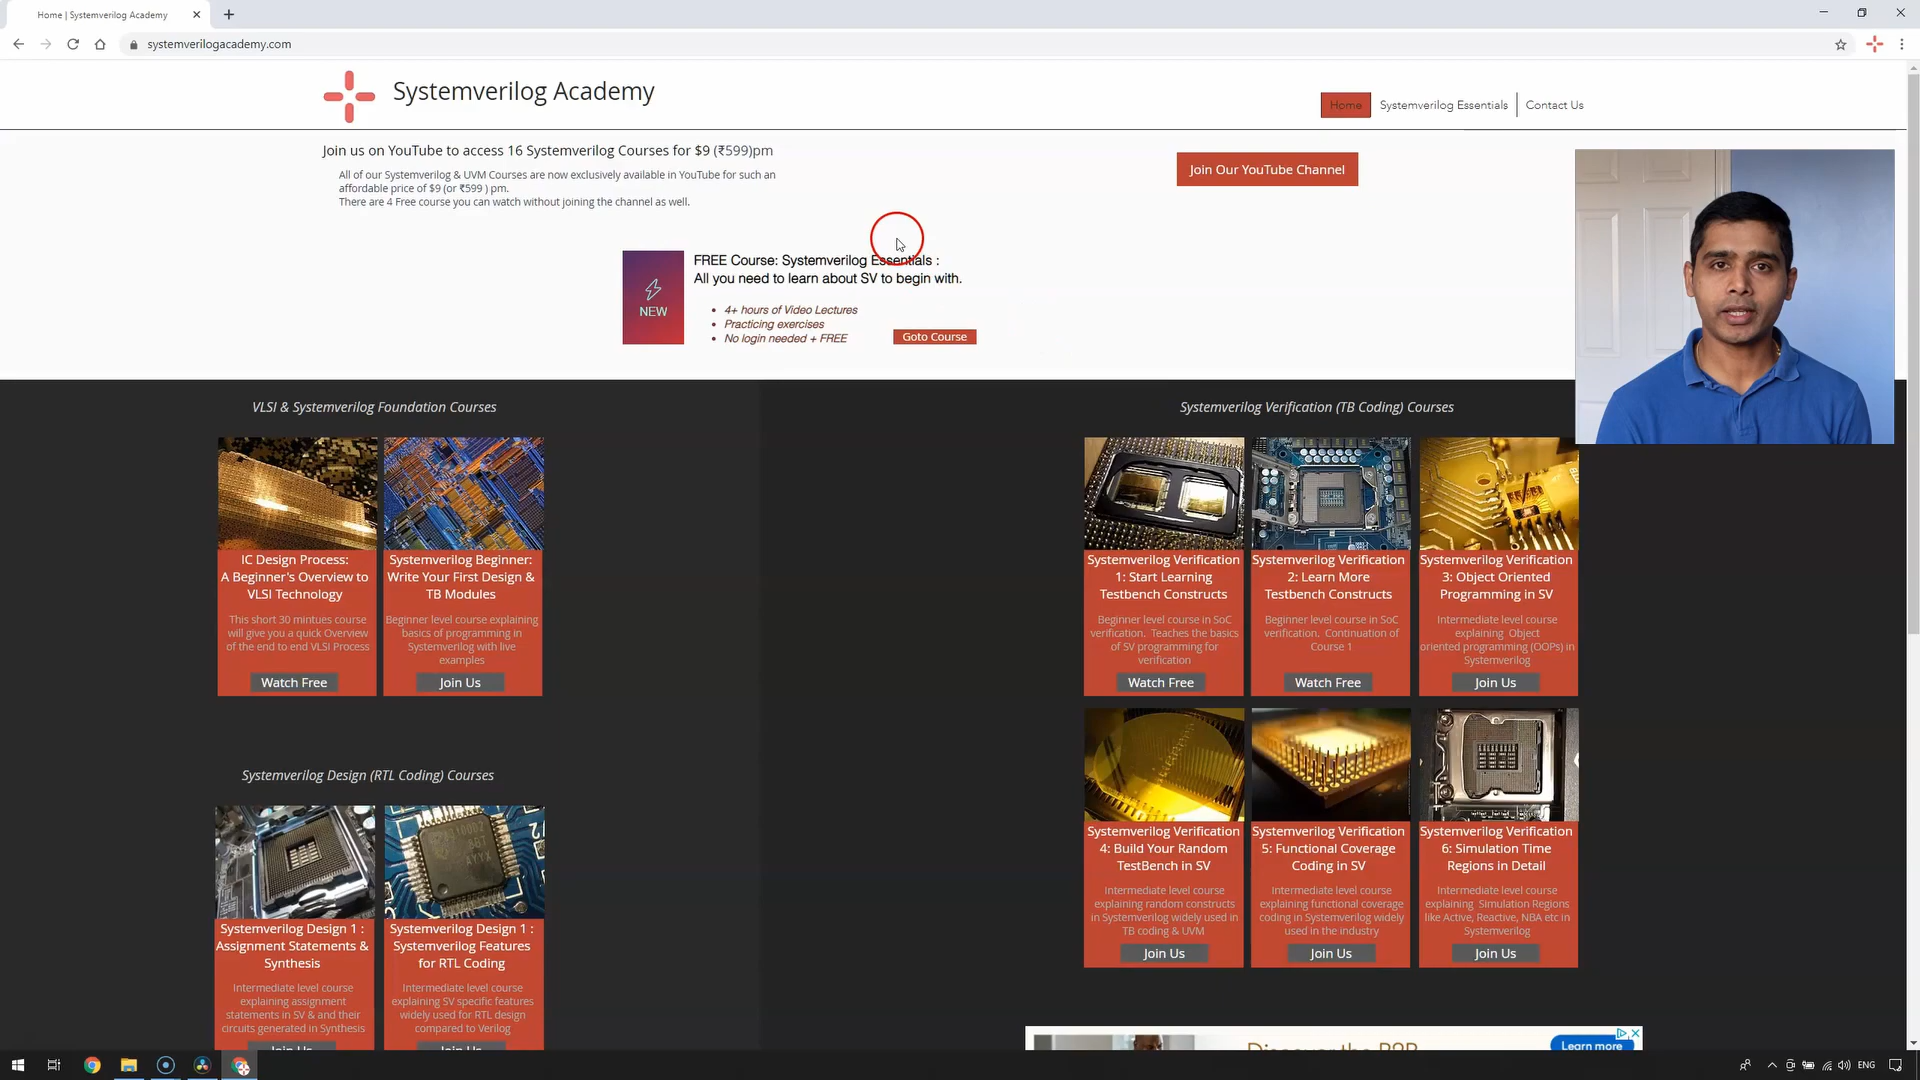 Home | Systemverilog Academy
systemverilogacademy.com
Systemverilog Academy
Home
Systemverilog Essentials
Contact Us
Join us on YouTube to access 16 Systemverilog Courses for $9 (₹599)pm
All of our Systemverilog & UVM Courses are now exclusively available in YouTube for such an
affordable price of $9 (or ₹599 ) pm.
There are 4 Free course you can watch without joining the channel as well.
Join Our YouTube Channel
NEW
FREE Course: Systemverilog Essentials :
All you need to learn about SV to begin with.
• 4+ hours of Video Lectures
• Practicing exercises
• No login needed + FREE
Goto Course
VLSI & Systemverilog Foundation Courses
IC Design Process:
A Beginner's Overview to
VLSI Technology
This short 30 mintues course
will give you a quick Overview
of the end to end VLSI Process
Watch Free
Systemverilog Beginner:
Write Your First Design &
TB Modules
Beginner level course explaining
basics of programming in
Systemverilog with live
examples
Join Us
Systemverilog Design (RTL Coding) Courses
Systemverilog Design 1 :
Assignment Statements &
Synthesis
Intermediate level course
explaining assignment
statements in SV & and their
circuits generated in Synthesis
Join Us
Systemverilog Design 1 :
Systemverilog Features
for RTL Coding
Intermediate level course
explaining SV specific features
widely used for RTL design
compared to Verilog
Join Us
Systemverilog Verification (TB Coding) Courses
Systemverilog Verification
1: Start Learning
Testbench Constructs
Beginner level course in SoC
verification. Teaches the basics
of SV programming for
verification
Watch Free
Systemverilog Verification
2: Learn More
Testbench Constructs
Beginner level course in SoC
verification. Continuation of
Course 1
Watch Free
Systemverilog Verification
3: Object Oriented
Programming in SV
Intermediate level course
explaining Object
oriented programming (OOPs) in
Systemverilog
Join Us
Systemverilog Verification
4: Build Your Random
TestBench in SV
Intermediate level course
explaining random constructs
in Systemverilog widely used in
TB coding & UVM
Join Us
Systemverilog Verification
5: Functional Coverage
Coding in SV
Intermediate level course
explaining functional coverage
coding in Systemverilog widely
used in the industry
Join Us
Systemverilog Verification
6: Simulation Time
Regions in Detail
Intermediate level course
explaining Simulation Regions
like Active, Reactive, NBA etc in
Systemverilog
Join Us
Discover the B2B
Learn more
ENG